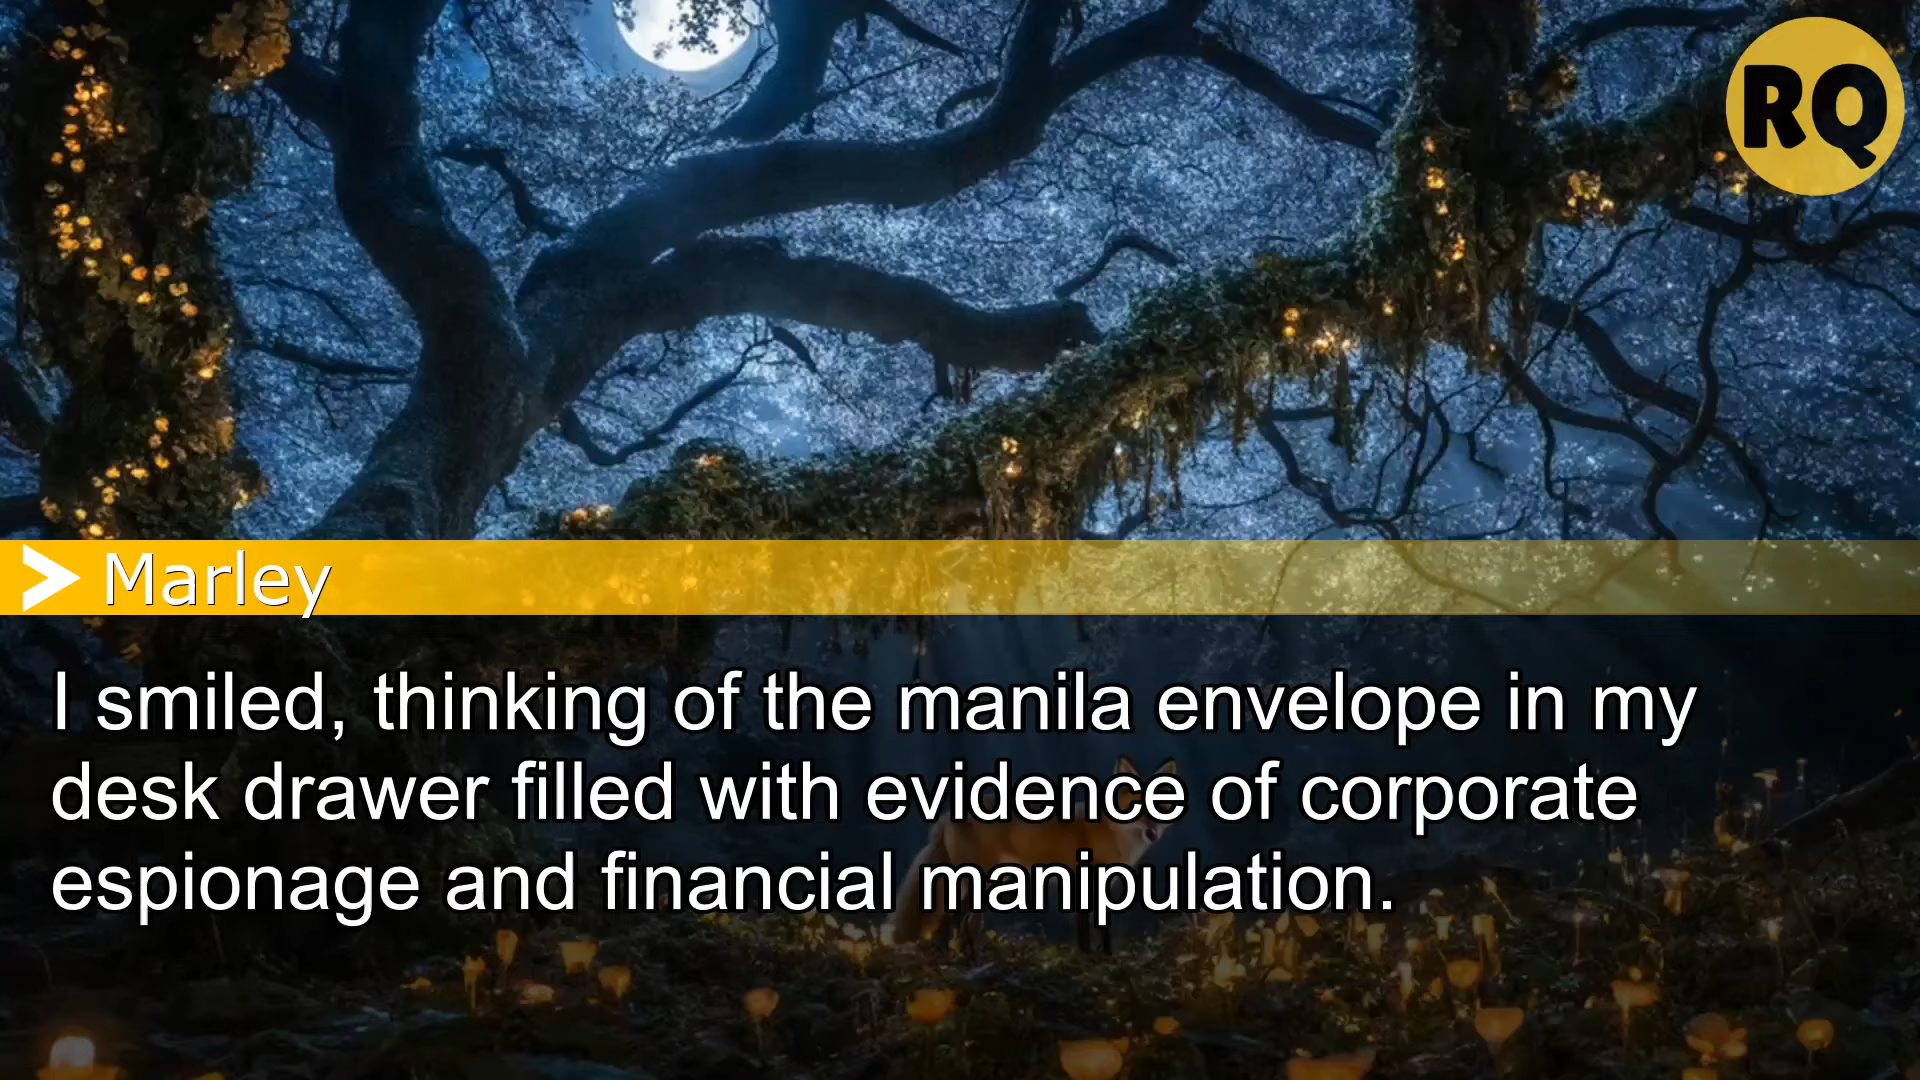 RQ
Marley
I smiled, thinking of the manila envelope in my
desk drawer filled with evidence of corporate
espionage and financial manipulation.